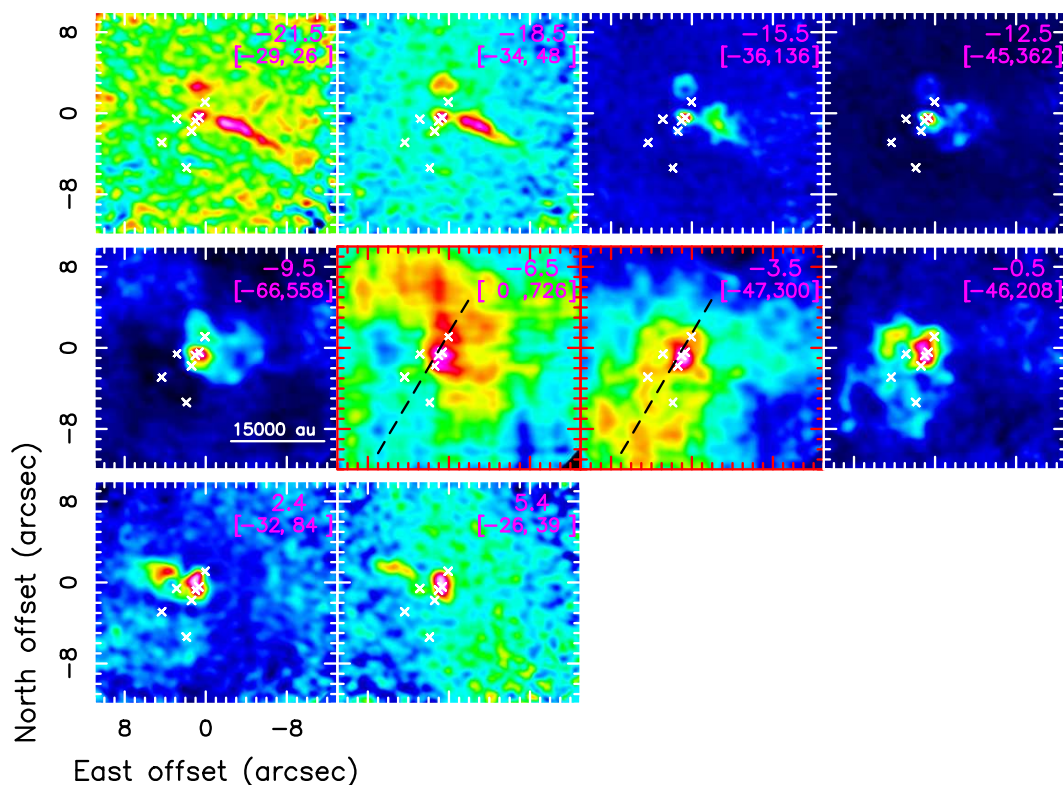 8
0
−8
−21.5
[−29, 26 ]
−18.5
[−34, 48 ]
−15.5
[−36,136]
−12.5
[−45,362]
8
0
−8
−9.5
[−66,558]
15000 au
−6.5
[ 0 ,726]
−3.5
[−47,300]
−0.5
[−46,208]
8
0
−8
2.4
[−32, 84 ]
5.4
[−26, 39 ]
North offset (arcsec)
8 0 −8
East offset (arcsec)